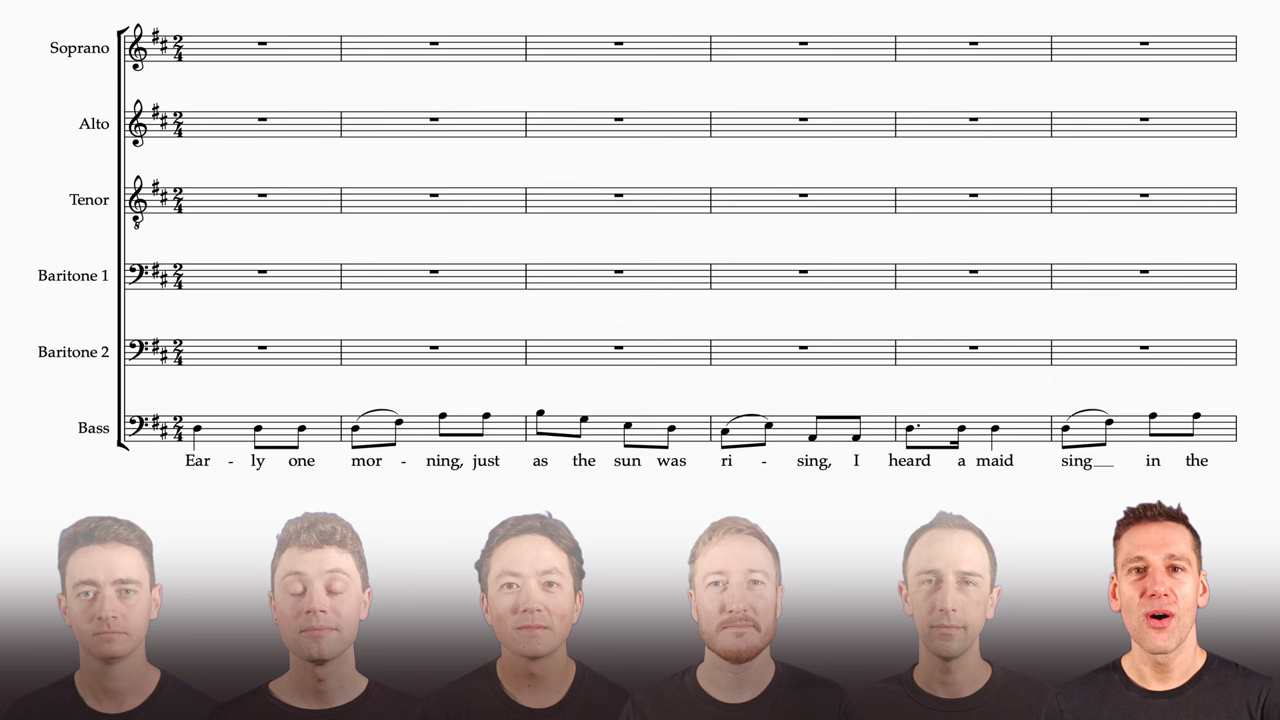 Soprano
Alto
Tenor
Baritone 1
Baritone 2
Bass
Ear - ly one mor - ning, just as the sun was ri - sing, I heard a maid sing__ in the